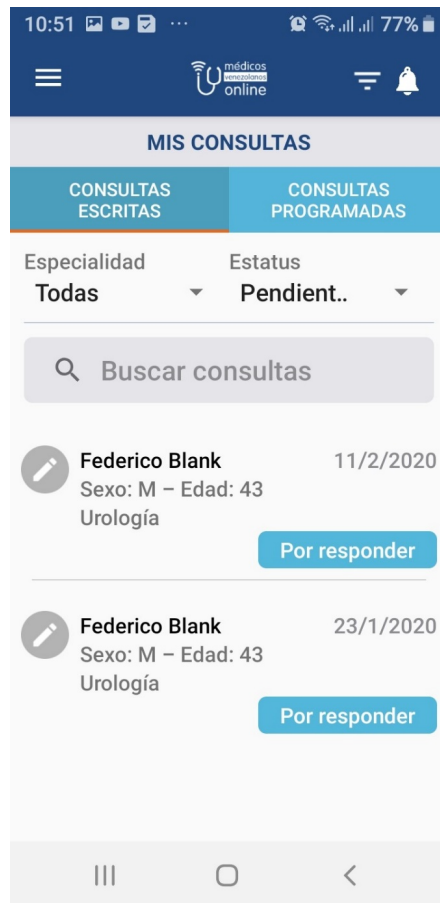 10:51 ... 77%
médicos
venezolanos
online
MIS CONSULTAS
CONSULTAS
ESCRITAS
CONSULTAS
PROGRAMADAS
Especialidad Estatus
Todas Pendient..
Buscar consultas
Federico Blank 11/2/2020
Sexo: M – Edad: 43
Urología
Por responder
Federico Blank 23/1/2020
Sexo: M – Edad: 43
Urología
Por responder